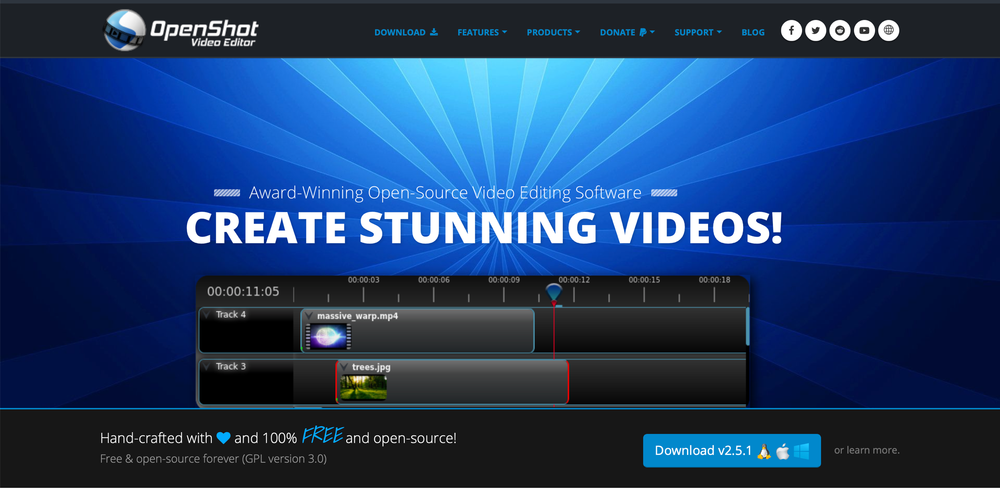 OpenShot
Video Editor
DOWNLOAD FEATURES PRODUCTS DONATE SUPPORT BLOG
Award-Winning Open-Source Video Editing Software
CREATE STUNNING VIDEOS!
00:00:03 00:00:06 00:00:09 00:00:12 00:00:15 00:00:18
00:00:11:05
Track 4
massive_warp.mp4
Track 3
trees.jpg
Hand-crafted with and 100% FREE and open-source!
Free & open-source forever (GPL version 3.0)
Download v2.5.1
or learn more.